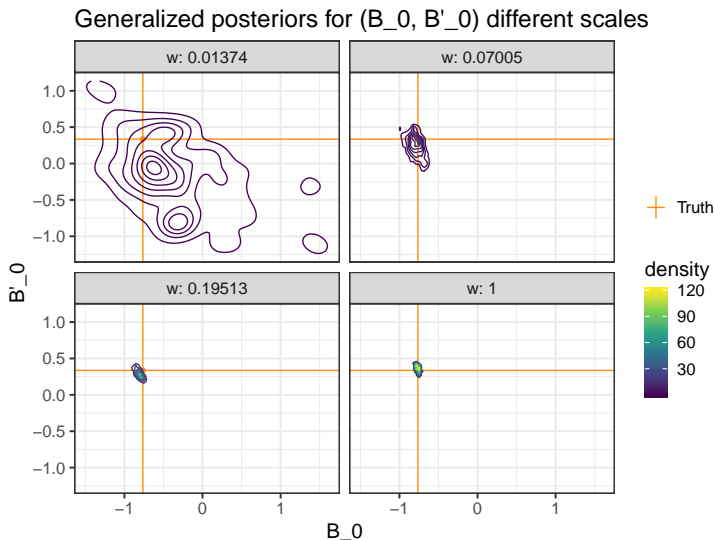 Generalized posteriors for (B_0, B'_0) different scales
w: 0.01374
w: 0.07005
1.0
0.5
0.0
−0.5
−1.0
w: 0.19513
w: 1
1.0
0.5
0.0
−0.5
−1.0
−1
0
1
−1
0
1
B_0
B'_0
Truth
density
120
90
60
30